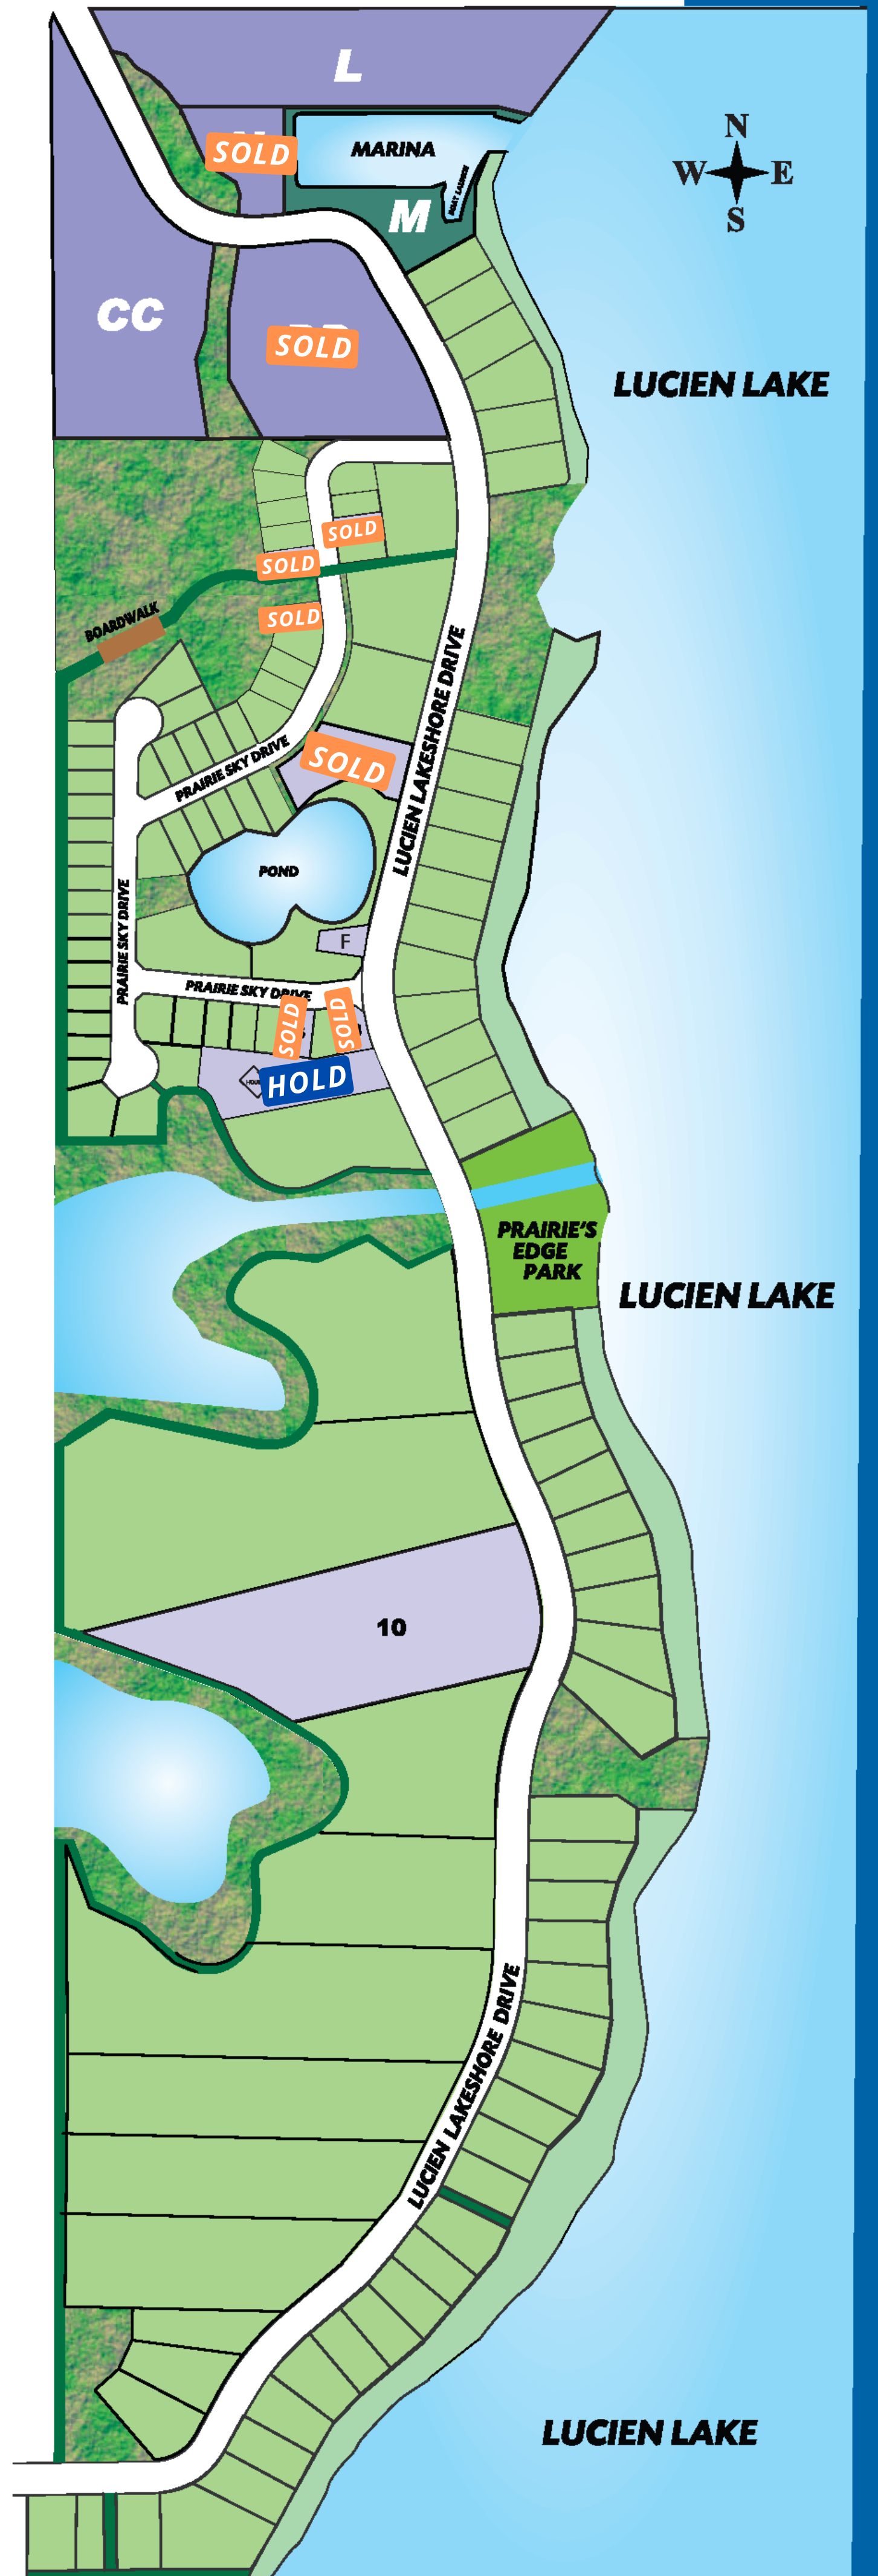 L
N
MARINA
SOLD
W E
BOAT LAUNCH
M
S
CC
SOLD
LUCIEN LAKE
SOLD
SOLD
BOARDWALK
SOLD
LUCIEN LAKESHORE DRIVE
PRAIRIE SKY DRIVE
SOLD
POND
PRAIRIE SKY DRIVE
F
PRAIRIE SKY DRIVE
SOLD
SOLD
HOLD
PRAIRIE'S
EDGE
PARK
LUCIEN LAKE
10
LUCIEN LAKESHORE DRIVE
LUCIEN LAKE